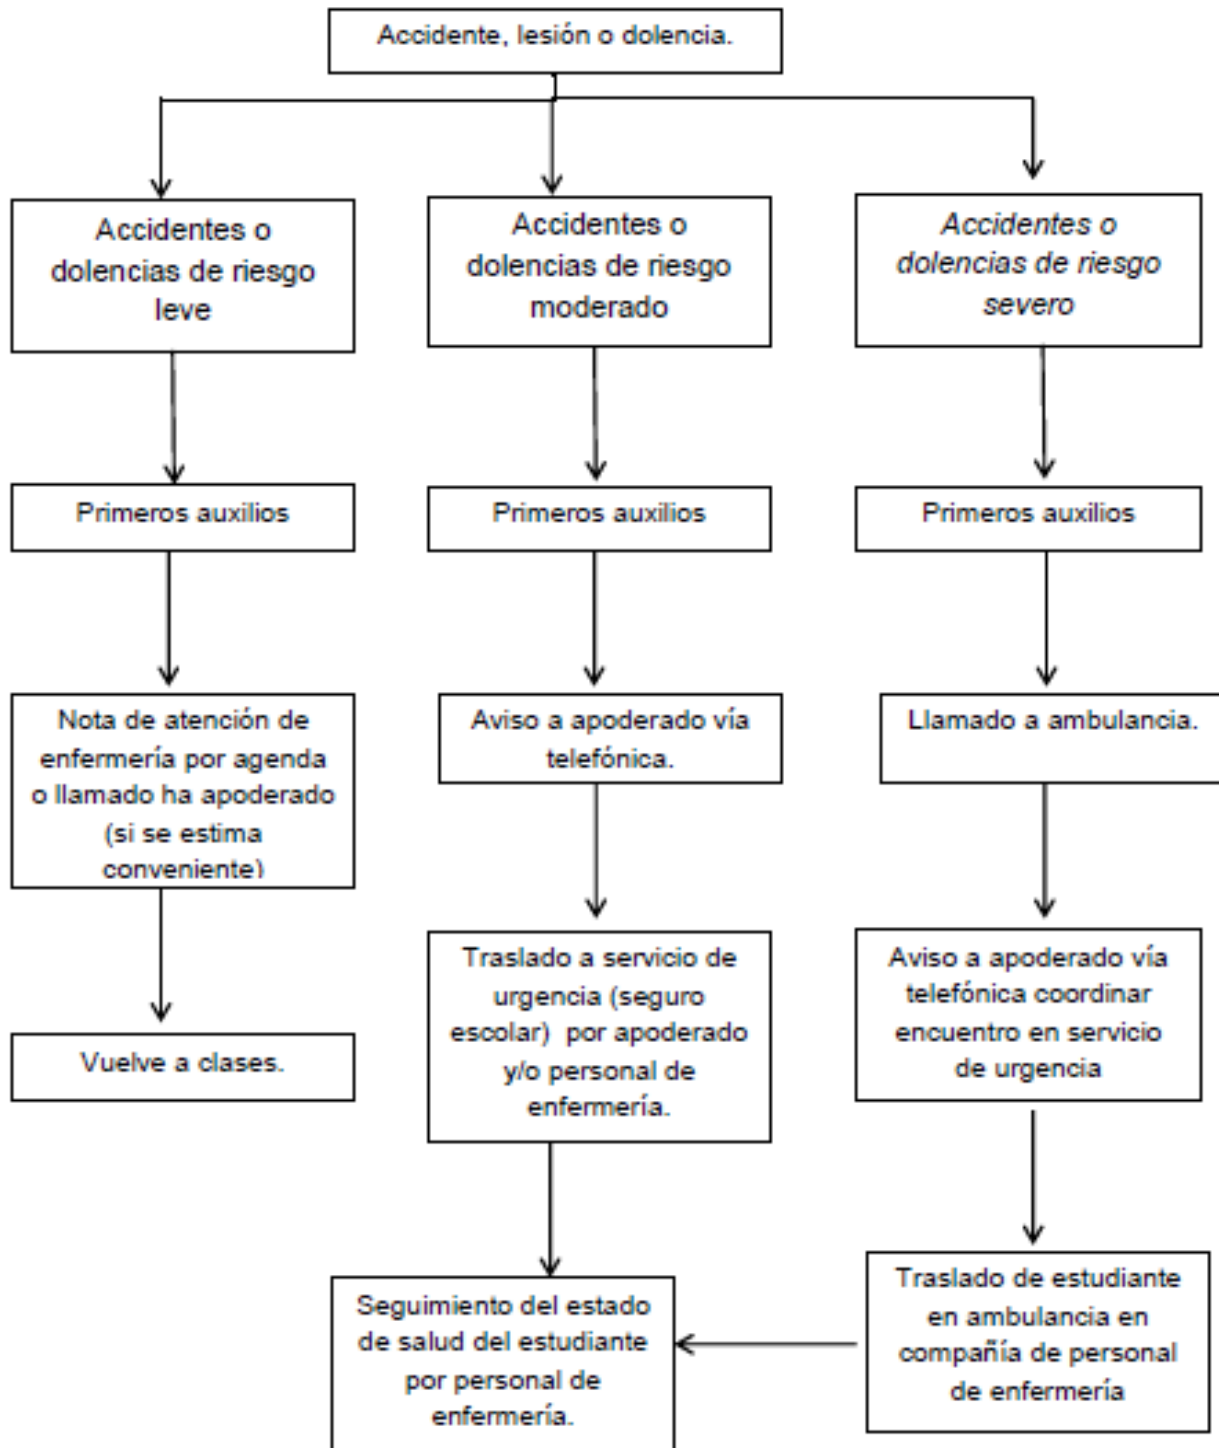 Accidente, lesión o dolencia.
Accidentes o
dolencias de riesgo
leve
Accidentes o
dolencias de riesgo
moderado
Accidentes o
dolencias de riesgo
severo
Primeros auxilios
Primeros auxilios
Primeros auxilios
Nota de atención de
enfermería por agenda
o llamado ha apoderado
(si se estima
conveniente)
Aviso a apoderado vía
telefónica.
Llamado a ambulancia.
Traslado a servicio de
urgencia (seguro
escolar) por apoderado
y/o personal de
enfermería.
Aviso a apoderado vía
telefónica coordinar
encuentro en servicio
de urgencia
Vuelve a clases.
Seguimiento del estado
de salud del estudiante
por personal de
enfermería.
Traslado de estudiante
en ambulancia en
compañía de personal
de enfermería